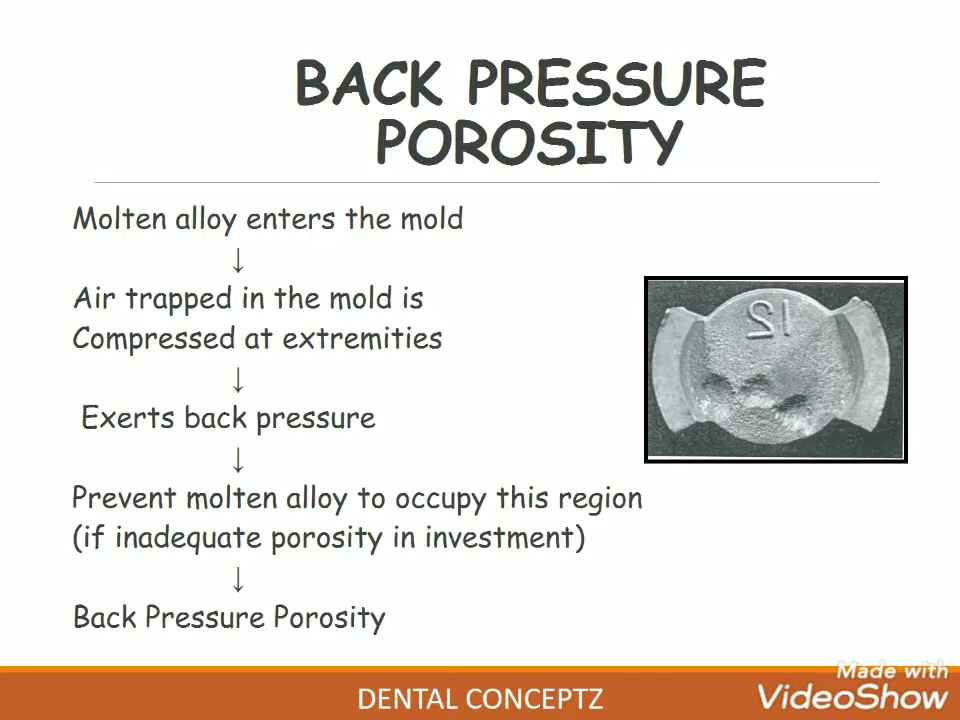 BACK PRESSURE
POROSITY
Molten alloy enters the mold
↓
Air trapped in the mold is
Compressed at extremities
↓
Exerts back pressure
↓
Prevent molten alloy to occupy this region
(if inadequate porosity in investment)
↓
Back Pressure Porosity
12
DENTAL CONCEPTZ
Made with
VideoShow